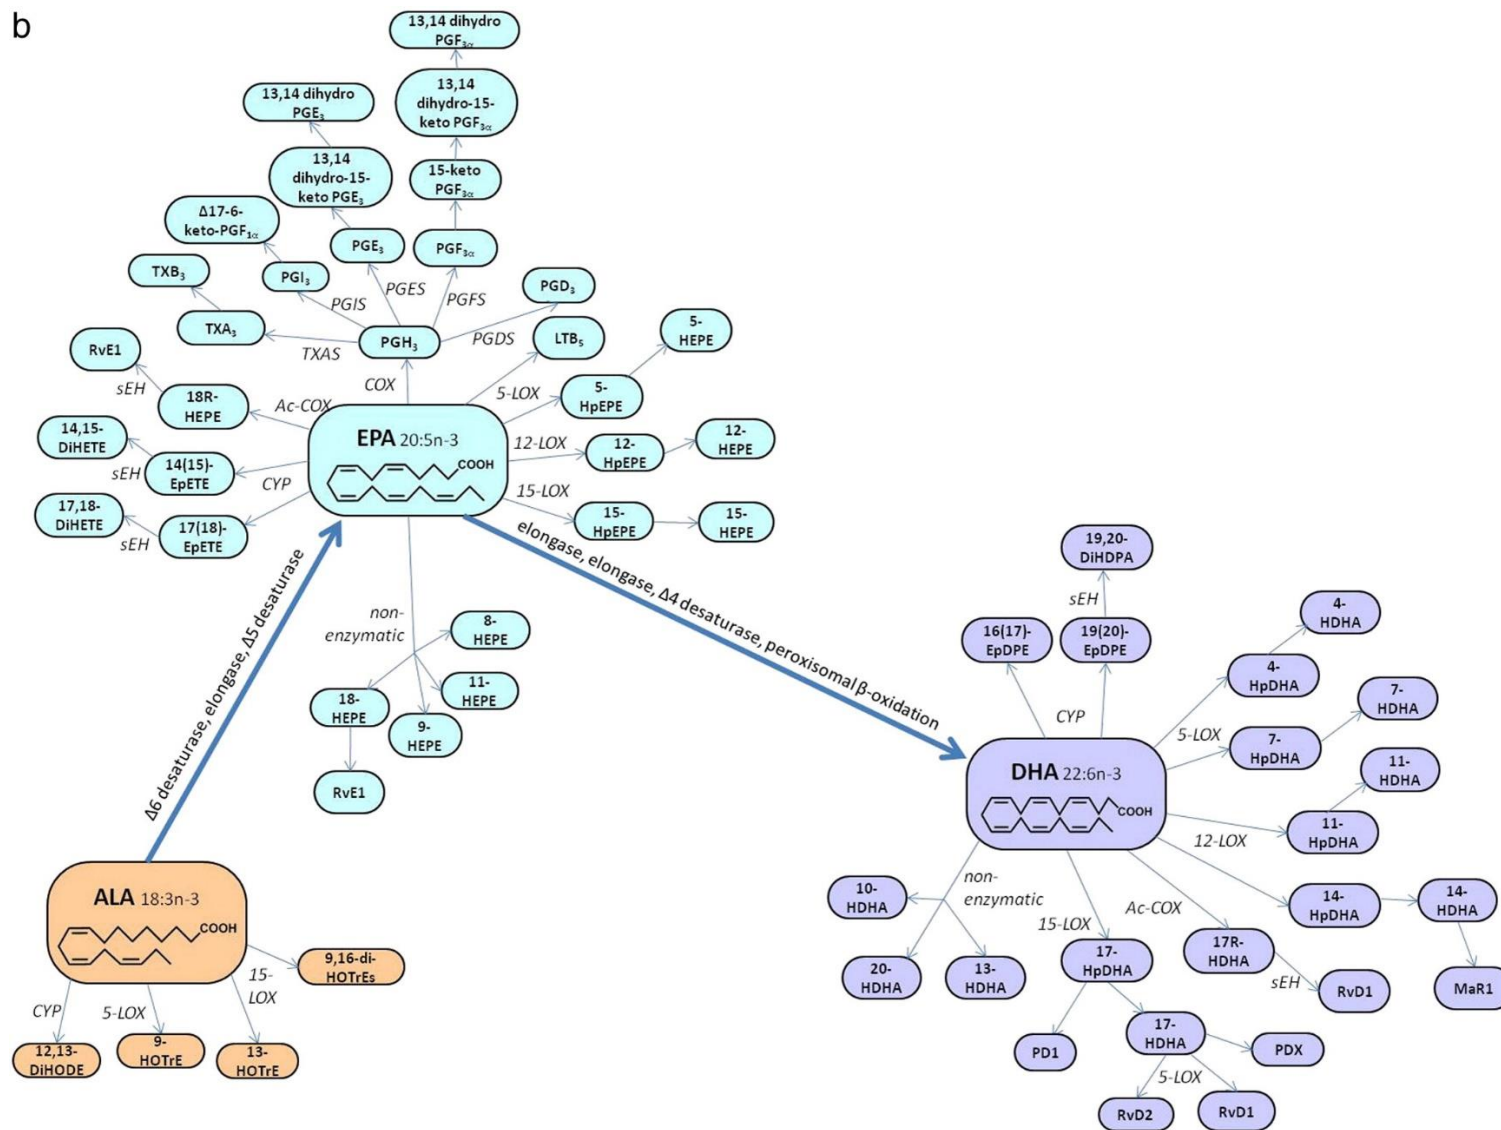 b
13,14 dihydro
PGF3α
13,14
dihydro-15-
keto PGF3α
15-keto
PGF3α
PGF3α
13,14 dihydro
PGE3
13,14
dihydro-15-
keto PGE3
PGE3
Δ17-6-
keto-PGF1α
PGI3
TXB3
TXA3
PGD3
PGIS
PGES
PGFS
PGDS
TXAS
PGH3
COX
LTB5
5-LOX
5-
HpEPE
5-
HEPE
RvE1
sEH
18R-
HEPE
Ac-COX
14,15-
DiHETE
sEH
14(15)-
EpETE
CYP
17,18-
DiHETE
sEH
17(18)-
EpETE
EPA 20:5n-3
COOH
12-LOX
12-
HpEPE
12-
HEPE
15-LOX
15-
HpEPE
15-
HEPE
Δ6 desaturase, elongase, Δ5 desaturase
elongase, elongase, Δ4 desaturase, peroxisomal β-oxidation
non-
enzymatic
8-
HEPE
11-
HEPE
9-
HEPE
18-
HEPE
RvE1
ALA 18:3n-3
COOH
CYP
12,13-
DiHODE
5-LOX
9-
HOTrE
15-
LOX
13-
HOTrE
9,16-di-
HOTrEs
19,20-
DiHDPA
sEH
16(17)-
EpDPE
19(20)-
EpDPE
CYP
4-
HDHA
4-
HpDHA
5-LOX
7-
HDHA
7-
HpDHA
DHA 22:6n-3
COOH
11-
HDHA
12-LOX
11-
HpDHA
14-
HpDHA
14-
HDHA
MaR1
non-
enzymatic
10-
HDHA
20-
HDHA
13-
HDHA
15-LOX
17-
HpDHA
Ac-COX
17R-
HDHA
sEH
RvD1
PD1
17-
HDHA
PDX
5-LOX
RvD2
RvD1